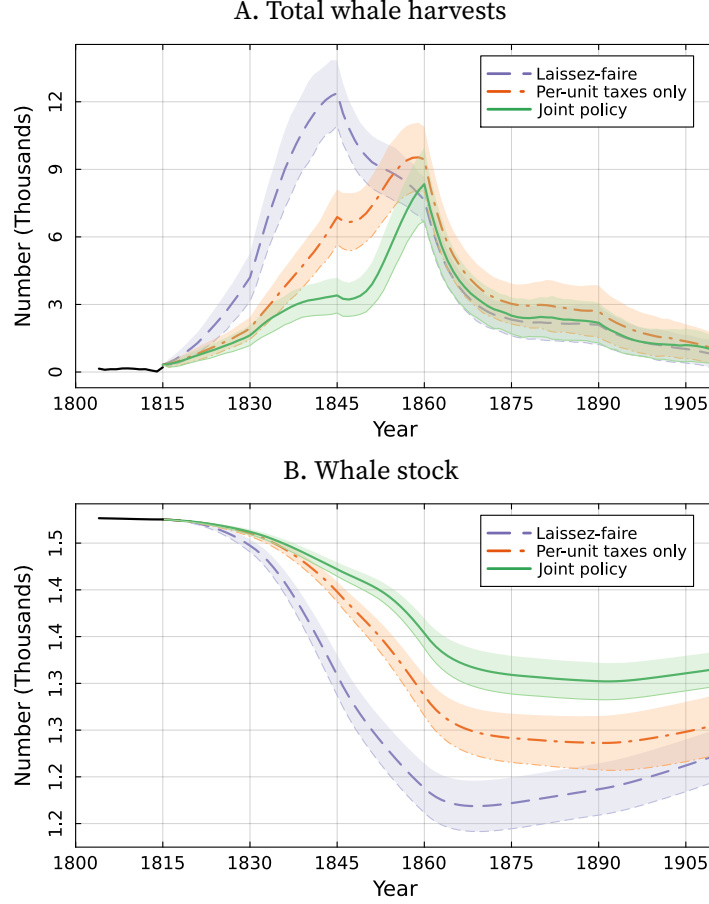 A. Total whale harvests
Number (Thousands)
12
9
6
3
0
Laissez-faire
Per-unit taxes only
Joint policy
1800 1815 1830 1845 1860 1875 1890 1905
Year
B. Whale stock
Number (Thousands)
1.5
1.4
1.4
1.3
1.3
1.2
1.2
Laissez-faire
Per-unit taxes only
Joint policy
1800 1815 1830 1845 1860 1875 1890 1905
Year